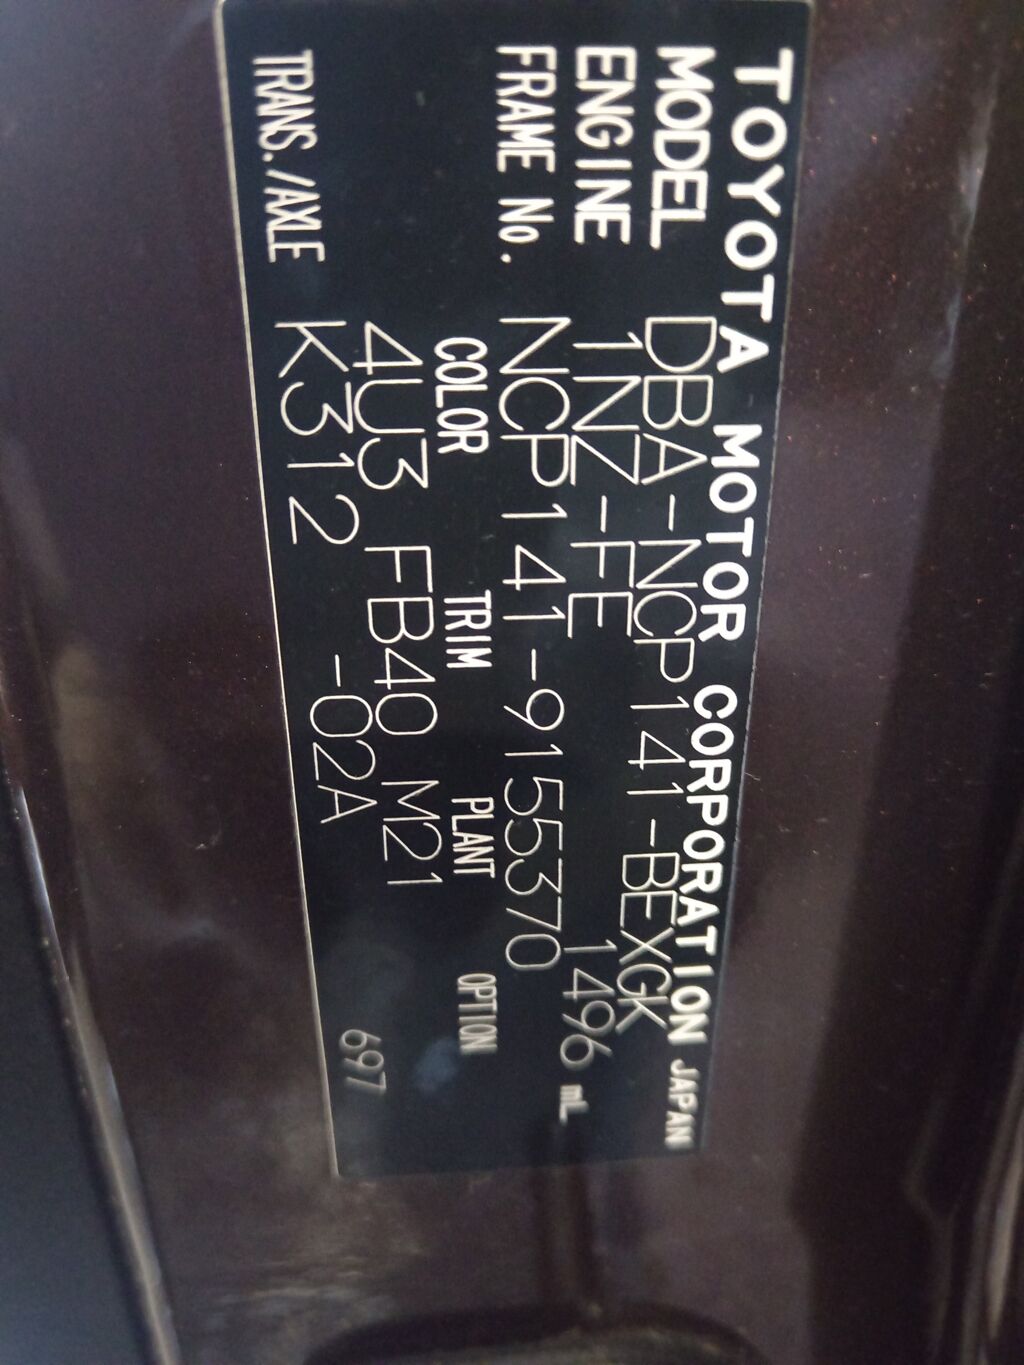 TOYOTA MOTOR CORPORATION JAPAN
MODEL DBA-NCP141-BEXGK
ENGINE 1NZ-FE 1496 mL
FRAME No. NCP141-9155370
COLOR TRIM PLANT OPTION
4U3 FB40 M21
TRANS./AXLE K312 -02A 697